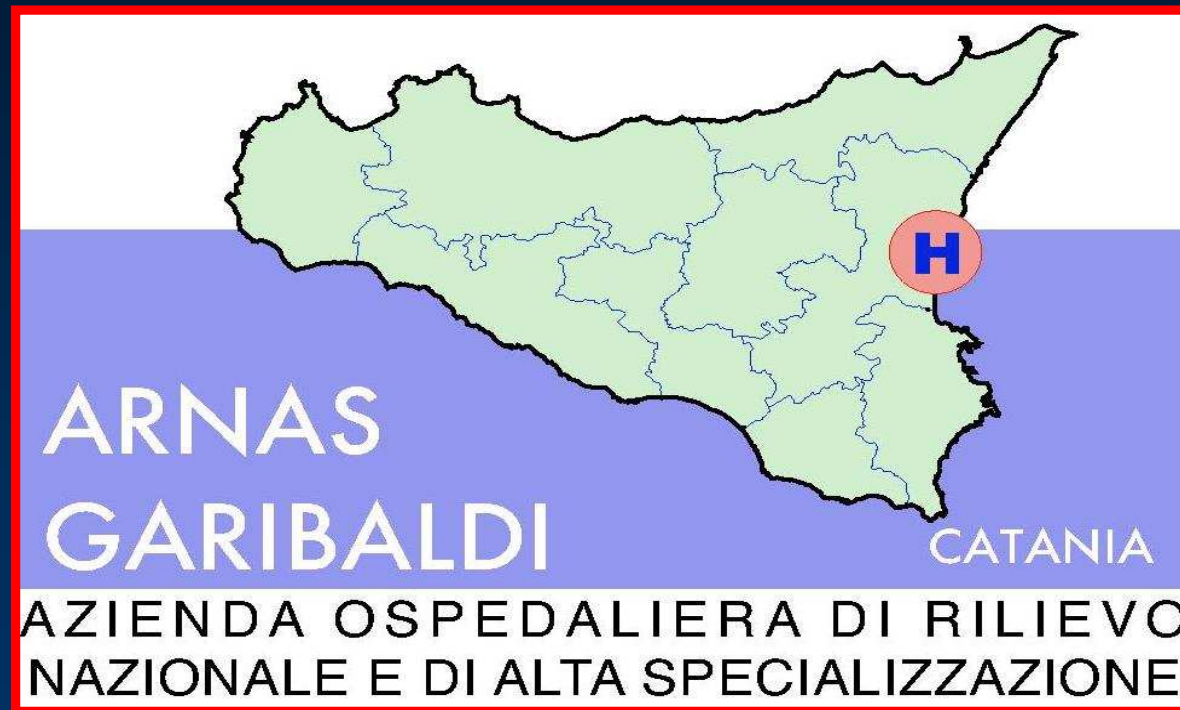 H
ARNAS
GARIBALDI
CATANIA
AZIENDA OSPEDALIERA DI RILIEVO
NAZIONALE E DI ALTA SPECIALIZZAZIONE